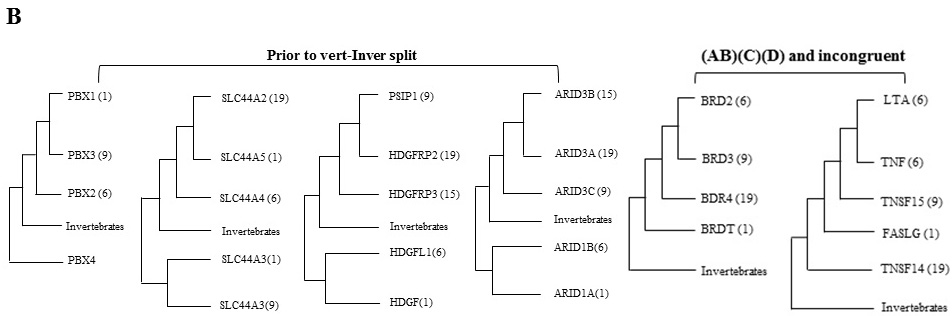 B
Prior to vert-Inver split
PBX1 (1)
PBX3 (9)
PBX2 (6)
Invertebrates
PBX4
SLC44A2 (19)
SLC44A5 (1)
SLC44A4 (6)
Invertebrates
SLC44A3(1)
SLC44A3(9)
PSIP1 (9)
HDGFRP2 (19)
HDGFRP3 (15)
Invertebrates
HDGFL1(6)
HDGF(1)
ARID3B (15)
ARID3A (19)
ARID3C (9)
Invertebrates
ARID1B(6)
ARID1A(1)
(AB)(C)(D) and incongruent
BRD2 (6)
BRD3 (9)
BDR4 (19)
BRDT (1)
Invertebrates
LTA (6)
TNF (6)
TNSF15 (9)
FASLG (1)
TNSF14 (19)
Invertebrates